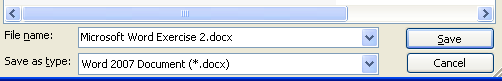 File name: Microsoft Word Exercise 2.docx Save
Save as type: Word 2007 Document (*.docx) Cancel